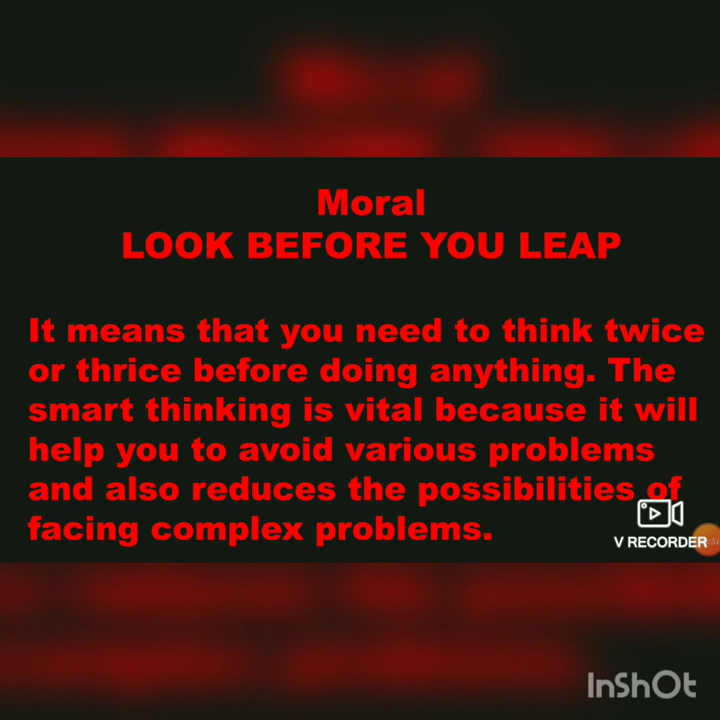 Moral
LOOK BEFORE YOU LEAP
It means that you need to think twice
or thrice before doing anything. The
smart thinking is vital because it will
help you to avoid various problems
and also reduces the possibilities of
facing complex problems.
V RECORDER
InShOt